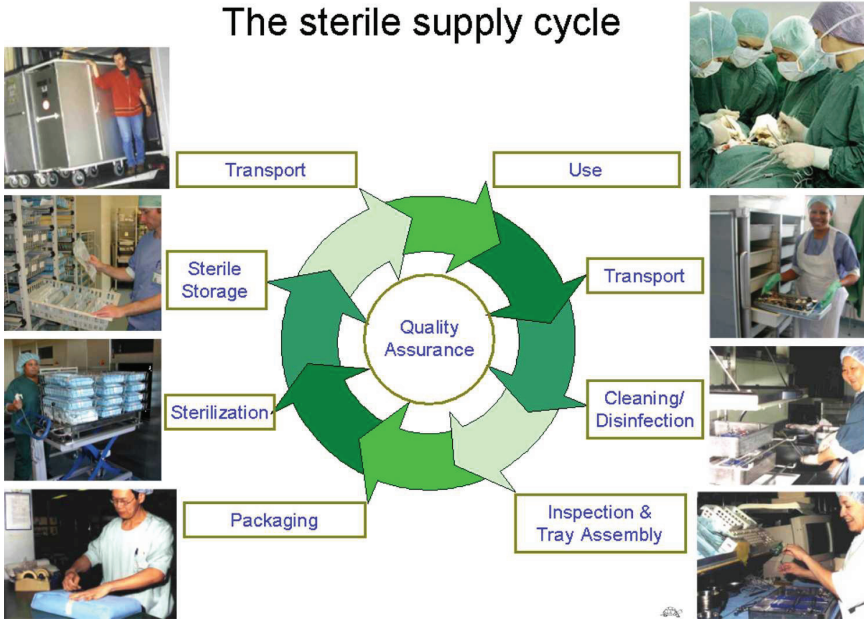 The sterile supply cycle
Transport
Use
Sterile
Storage
Transport
Quality
Assurance
Sterilization
Cleaning/
Disinfection
Packaging
Inspection &
Tray Assembly